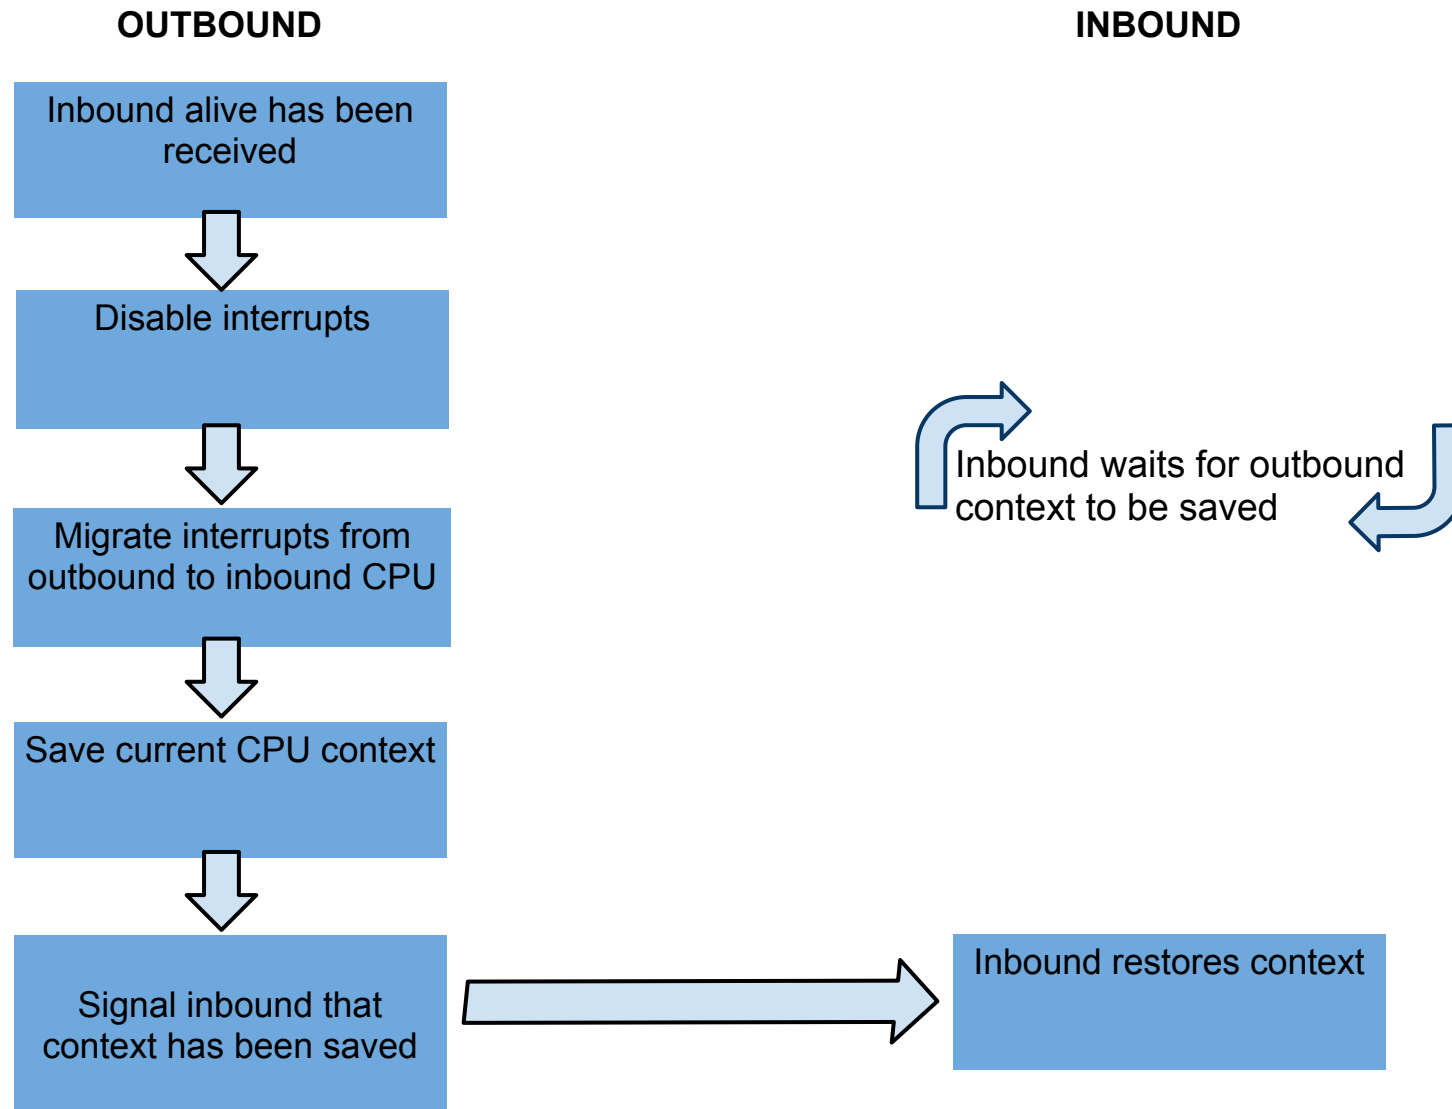 OUTBOUND
INBOUND
Inbound alive has been
received
Disable interrupts
Inbound waits for outbound
context to be saved
Migrate interrupts from
outbound to inbound CPU
Save current CPU context
Signal inbound that
context has been saved
Inbound restores context